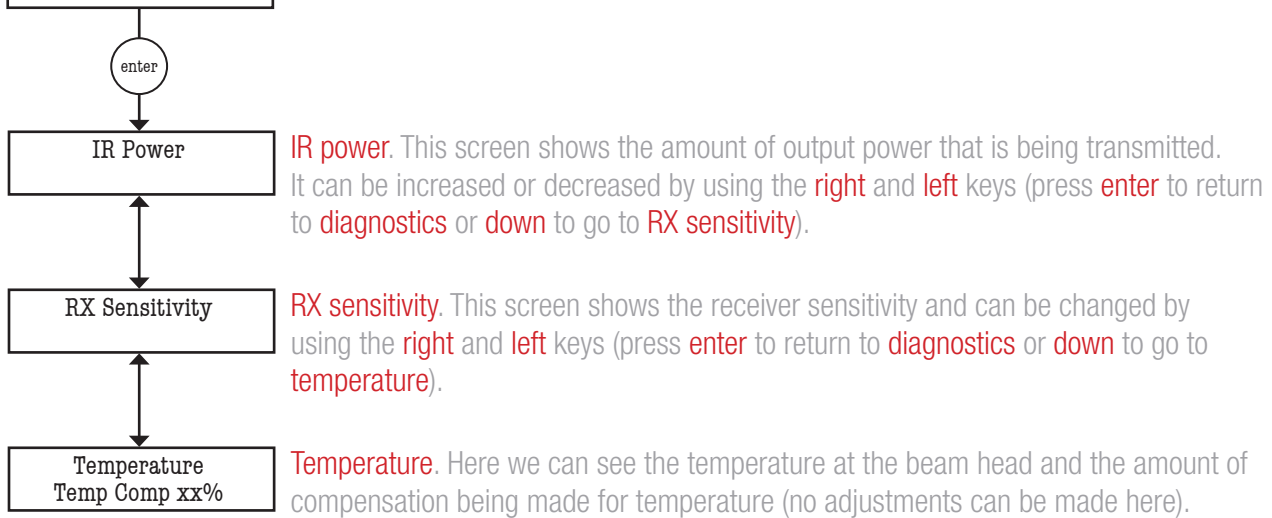 enter
IR Power
IR power. This screen shows the amount of output power that is being transmitted.
It can be increased or decreased by using the right and left keys (press enter to return
to diagnostics or down to go to RX sensitivity).
RX Sensitivity
RX sensitivity. This screen shows the receiver sensitivity and can be changed by
using the right and left keys (press enter to return to diagnostics or down to go to
temperature).
Temperature
Temp Comp xx%
Temperature. Here we can see the temperature at the beam head and the amount of
compensation being made for temperature (no adjustments can be made here).